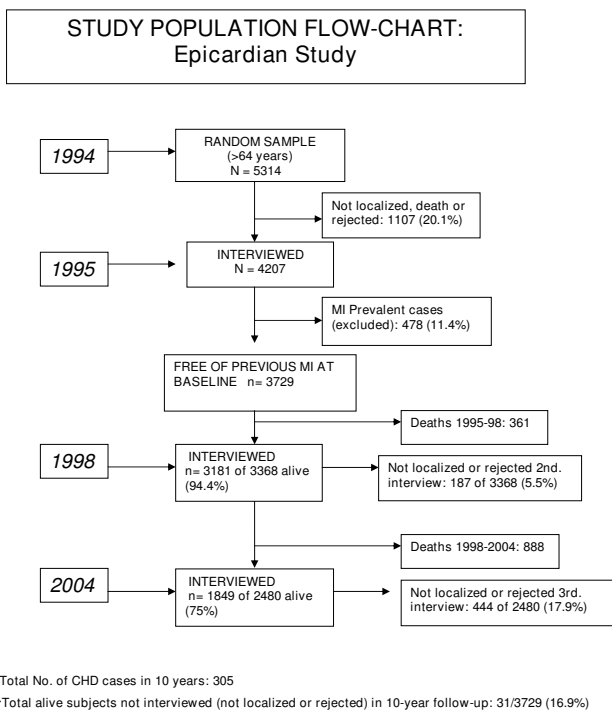 STUDY POPULATION FLOW-CHART:
Epicardian Study
1994
RANDOM SAMPLE
(>64 years)
N = 5314
Not localized, death or
rejected: 1107 (20.1%)
1995
INTERVIEWED
N = 4207
MI Prevalent cases
(excluded): 478 (11.4%)
FREE OF PREVIOUS MI AT
BASELINE n= 3729
Deaths 1995-98: 361
1998
INTERVIEWED
n= 3181 of 3368 alive
(94.4%)
Not localized or rejected 2nd.
interview: 187 of 3368 (5.5%)
Deaths 1998-2004: 888
2004
INTERVIEWED
n= 1849 of 2480 alive
(75%)
Not localized or rejected 3rd.
interview: 444 of 2480 (17.9%)
Total No. of CHD cases in 10 years: 305
Total alive subjects not interviewed (not localized or rejected) in 10-year follow-up: 31/3729 (16.9%)